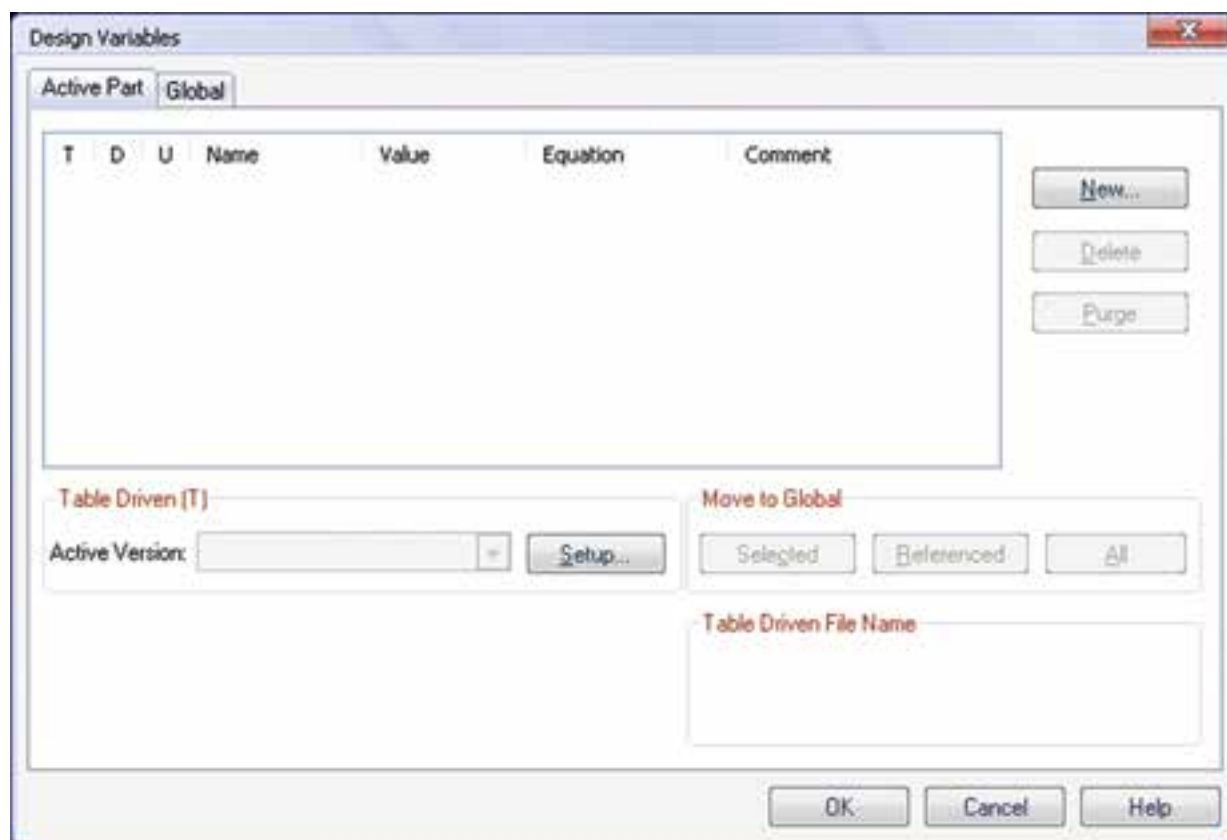 Design Variables
Active Part Global
T D U Name Value Equation Comment
New...
Delete
Purge
Table Driven (T)
Active Version: Setup...
Move to Global
Selected Referenced All
Table Driven File Name
OK Cancel Help